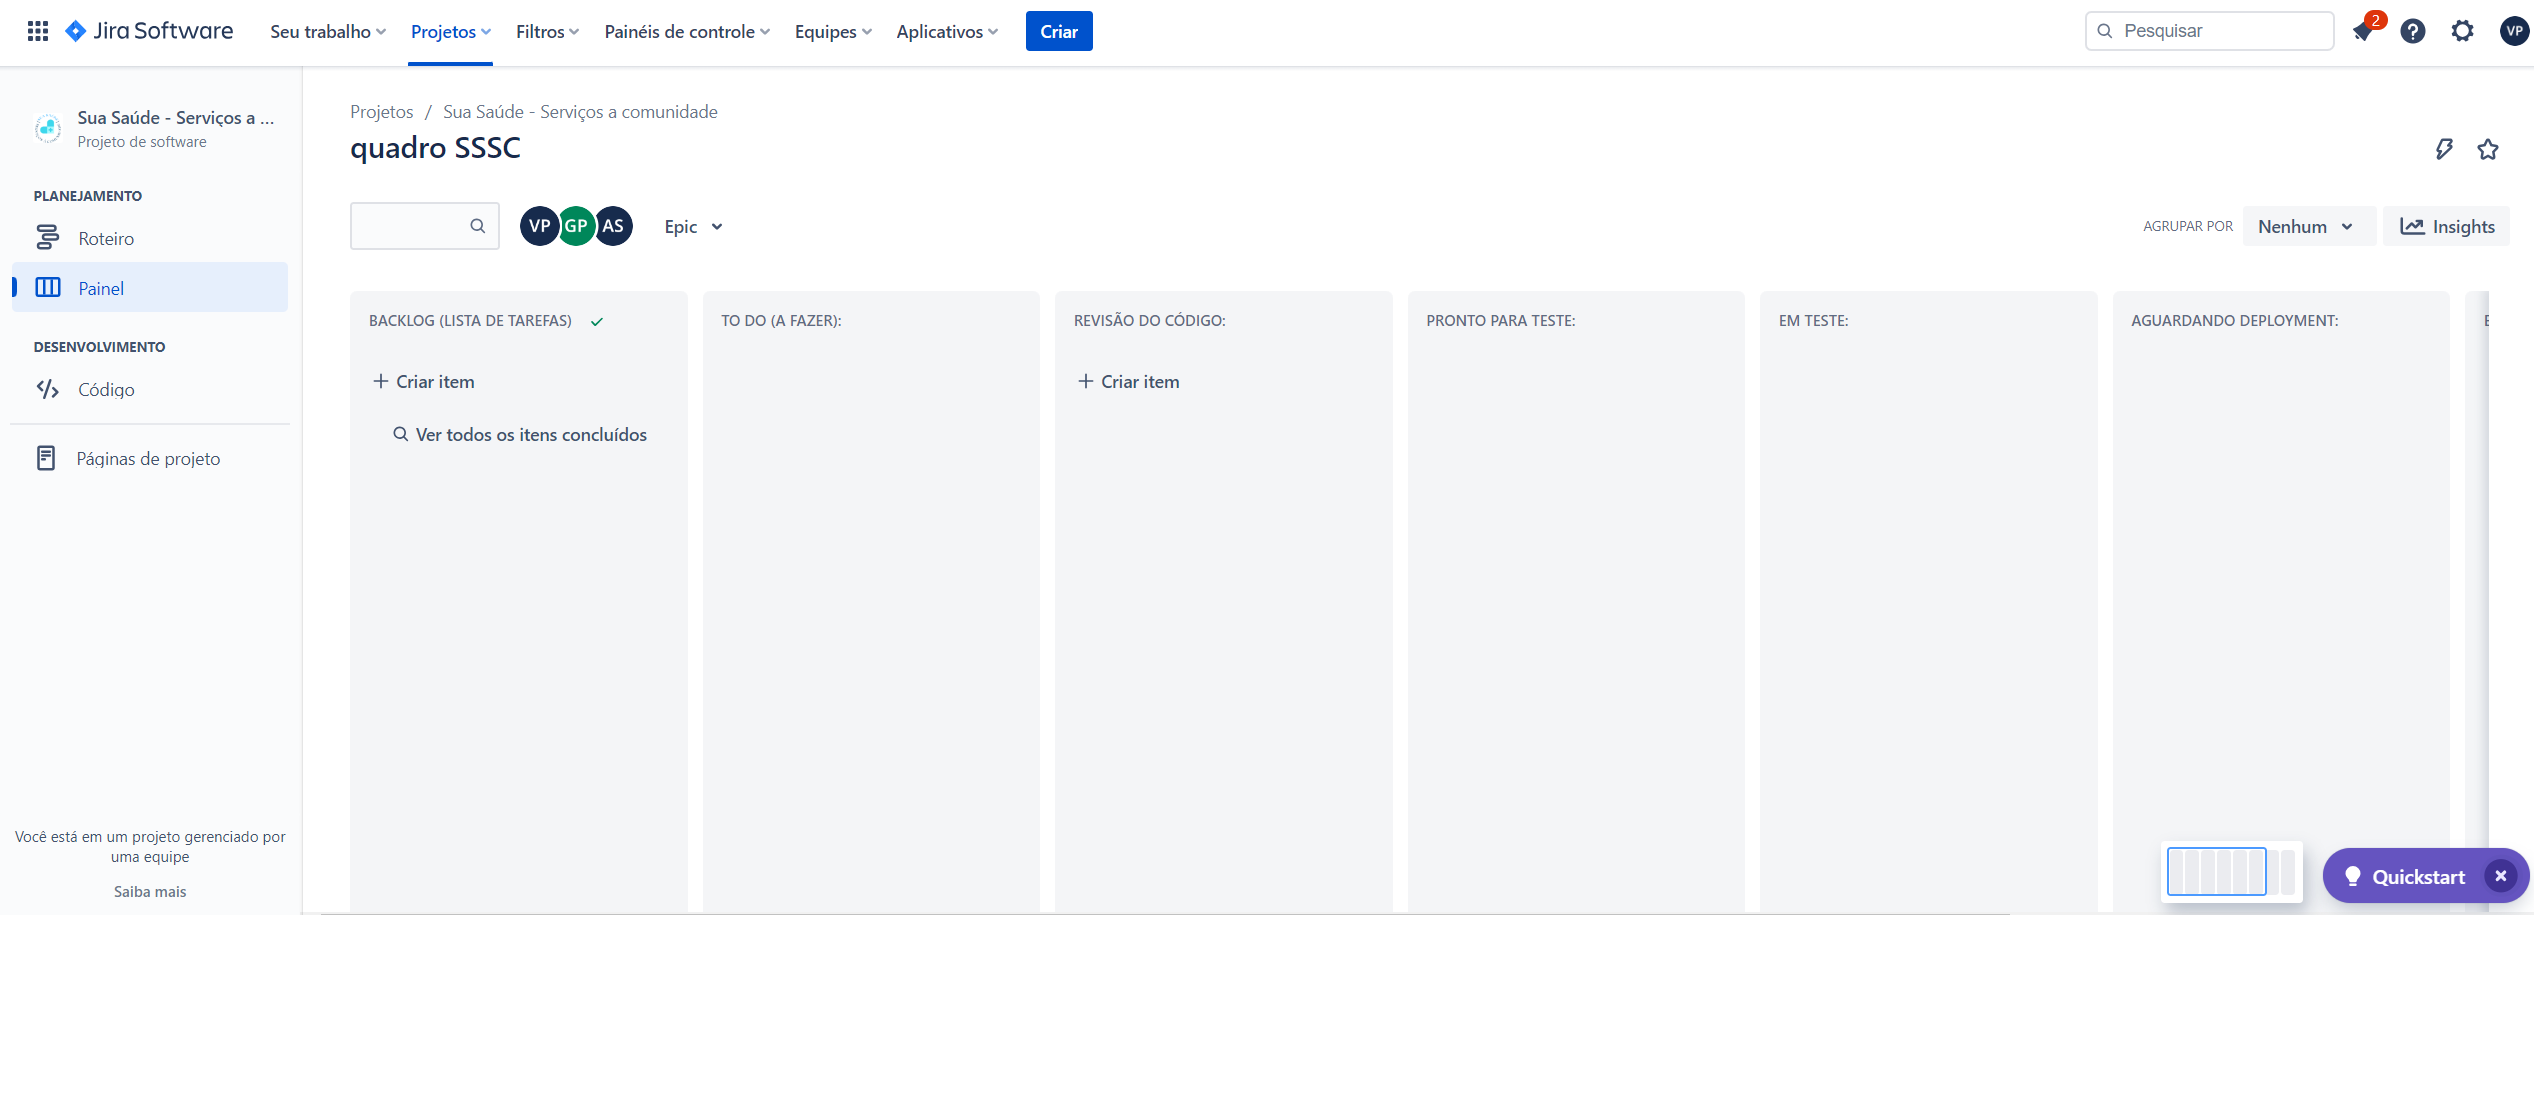 Jira Software Seu trabalho Projetos Filtros Painéis de controle Equipes Aplicativos Criar Pesquisar 2 VP
Sua Saúde - Serviços a ...
Projeto de software
PLANEJAMENTO
Roteiro
Painel
DESENVOLVIMENTO
Código
Páginas de projeto
Você está em um projeto gerenciado por
uma equipe
Saiba mais
Projetos / Sua Saúde - Serviços a comunidade
quadro SSSC
VP GP AS Epic AGRUPAR POR Nenhum Insights
BACKLOG (LISTA DE TAREFAS) TO DO (A FAZER): REVISÃO DO CÓDIGO: PRONTO PARA TESTE: EM TESTE: AGUARDANDO DEPLOYMENT:
+ Criar item + Criar item
Ver todos os itens concluídos
Quickstart